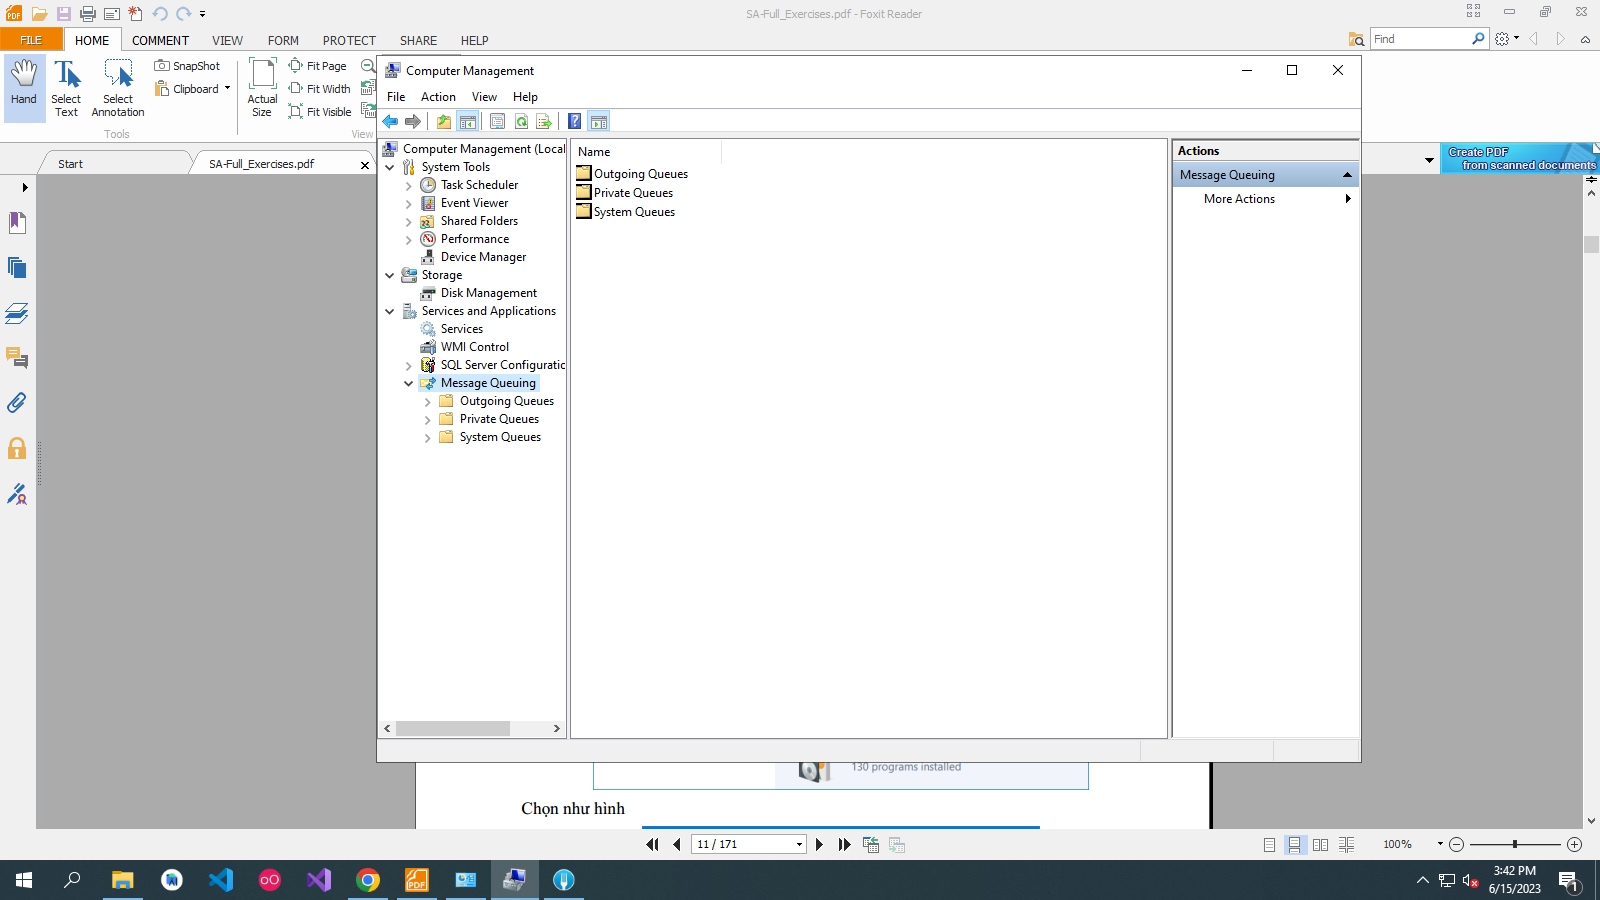 SA-Full_Exercises.pdf - Foxit Reader
FILE
HOME
COMMENT
VIEW
FORM
PROTECT
SHARE
HELP
Find
Hand
Select Text
Select Annotation
SnapShot
Clipboard
Tools
Actual Size
Fit Page
Fit Width
Fit Visible
View
Start
SA-Full_Exercises.pdf
Create PDF
from scanned documents
Computer Management
File
Action
View
Help
Computer Management (Local
System Tools
Task Scheduler
Event Viewer
Shared Folders
Performance
Device Manager
Storage
Disk Management
Services and Applications
Services
WMI Control
SQL Server Configuratic
Message Queuing
Outgoing Queues
Private Queues
System Queues
Name
Outgoing Queues
Private Queues
System Queues
Actions
Message Queuing
More Actions
130 programs installed
Chọn như hình
11 / 171
100%
3:42 PM
6/15/2023
1